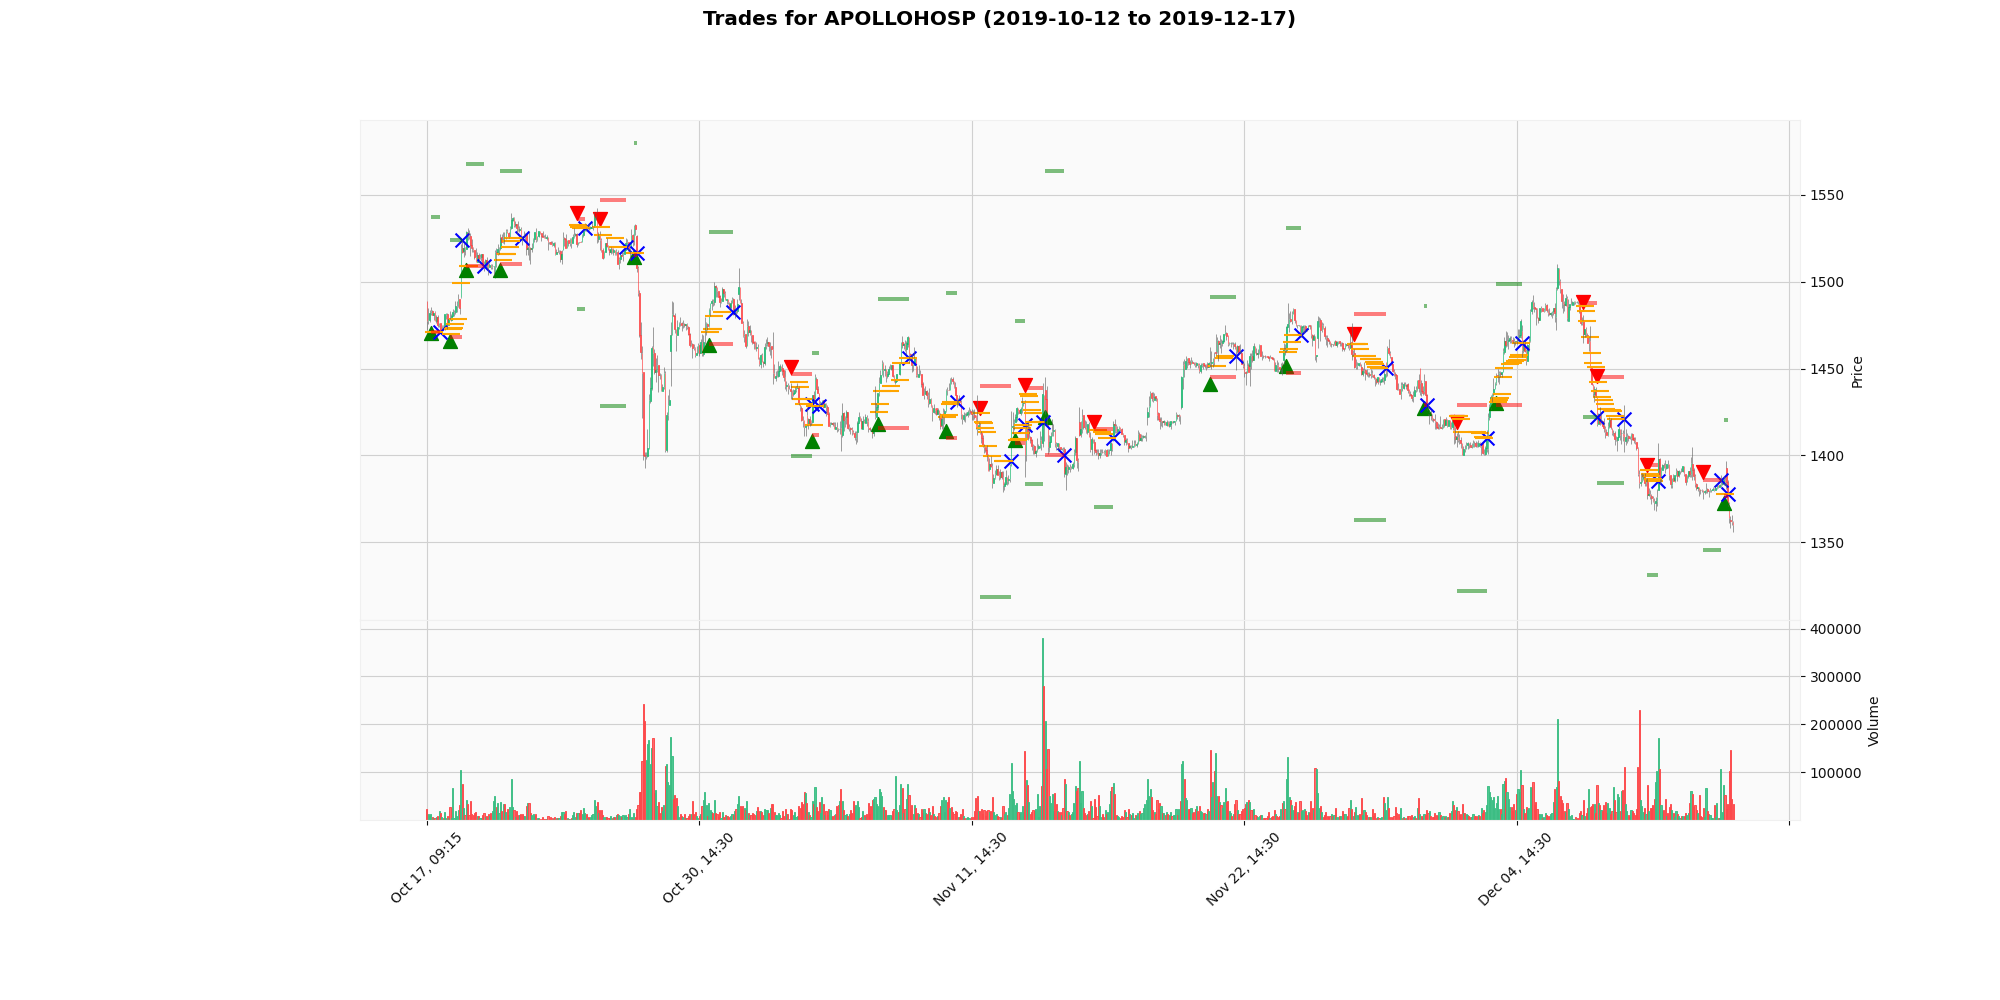 Trades for APOLLOHOSP (2019-10-12 to 2019-12-17)
1550
1500
1450
1400
1350
Price
400000
300000
200000
100000
Volume
Oct 17, 09:15
Oct 30, 14:30
Nov 11, 14:30
Nov 22, 14:30
Dec 04, 14:30